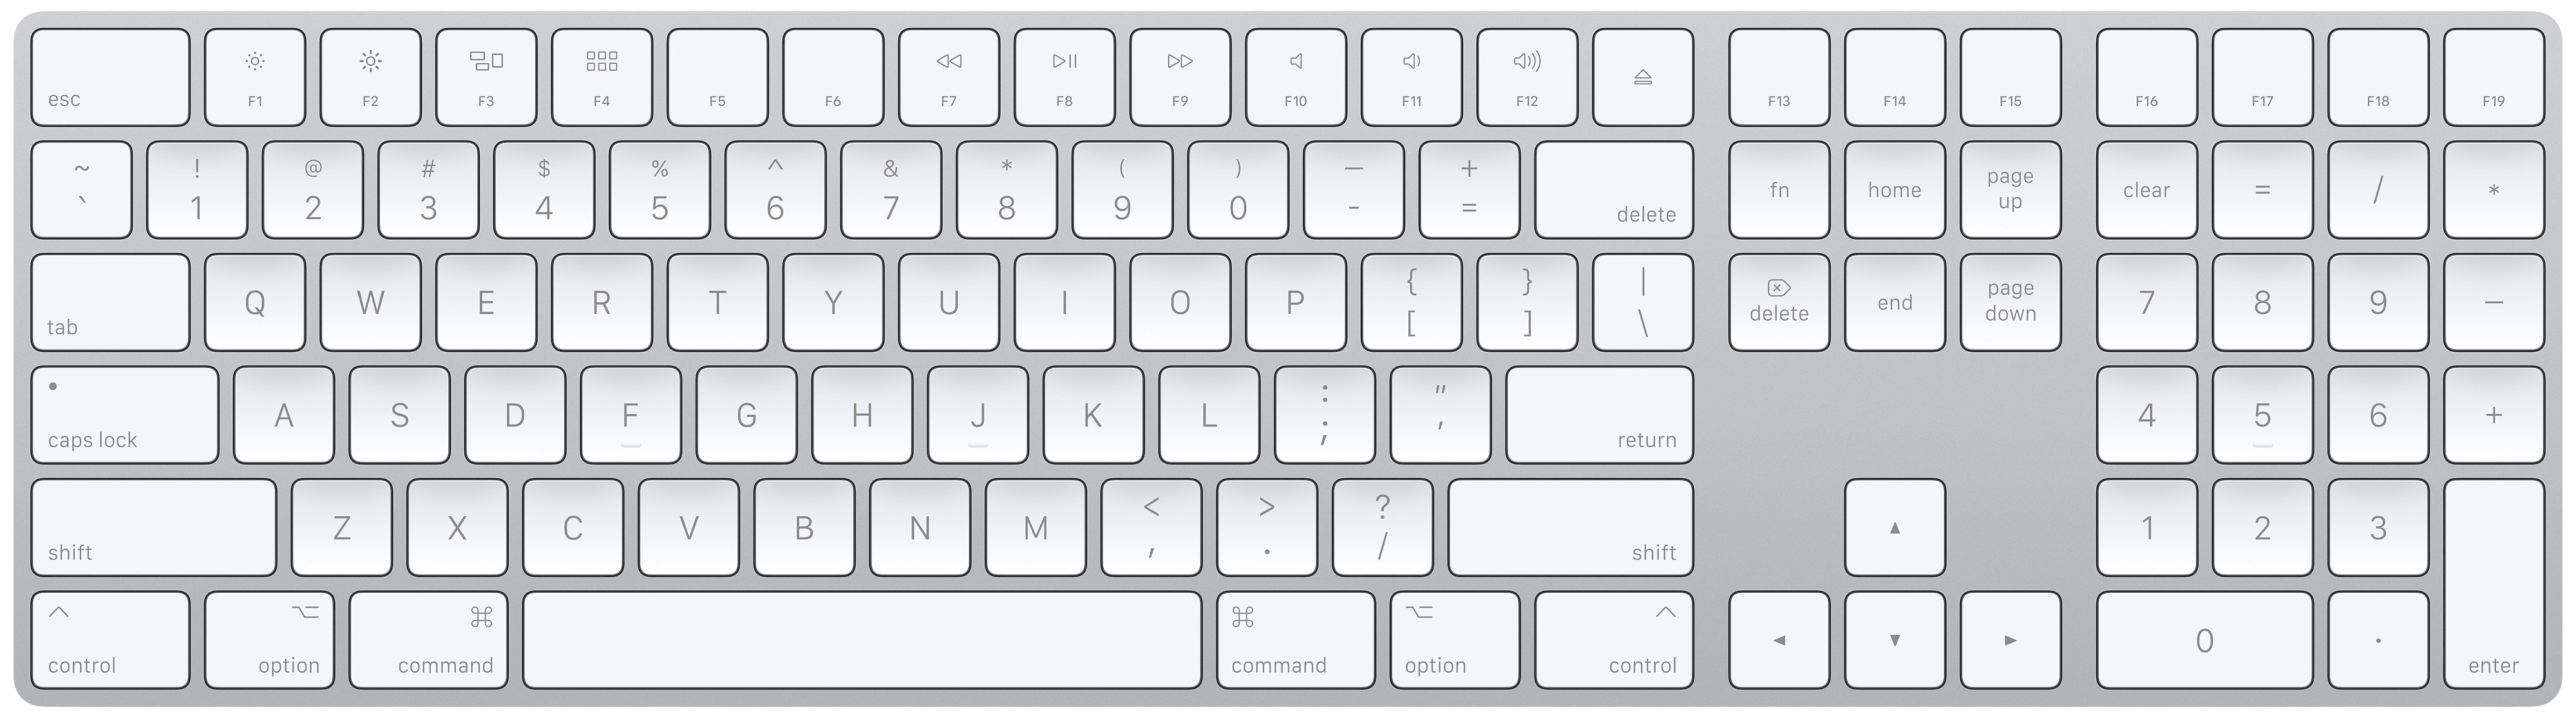 esc F1 F2 F3 F4 F5 F6 F7 F8 F9 F10 F11 F12 F13 F14 F15 F16 F17 F18 F19
~ ! @ # $ % ^ & * ( ) — +
` 1 2 3 4 5 6 7 8 9 0 - = delete fn home page up clear = / *
tab Q W E R T Y U I O P { [ } ] | \ delete end page down 7 8 9 —
caps lock A S D F G H J K L : ; " ' return 4 5 6 +
shift Z X C V B N M < , > . ? / shift ▲ 1 2 3
^ ⌥ ⌘ ⌘ ⌥ ^
control option command command option control ◄ ▼ ► 0 . enter